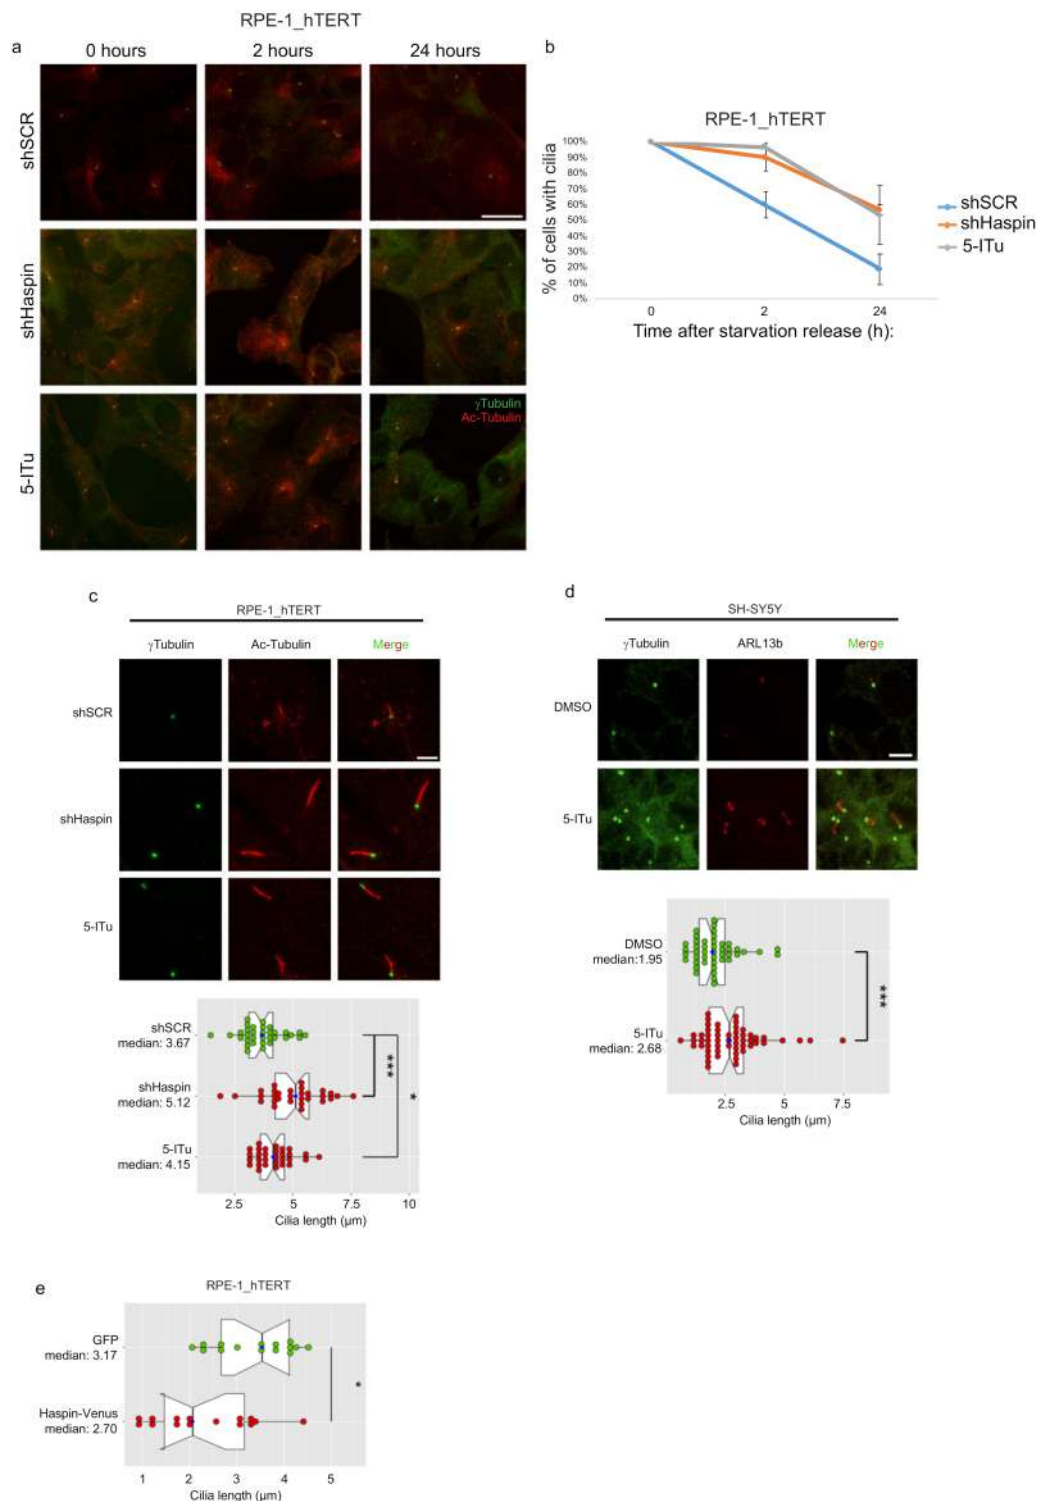 RPE-1_hTERT
a
0 hours
2 hours
24 hours
shSCR
shHaspin
5-ITu
γTubulin
Ac-Tubulin
b
RPE-1_hTERT
100%
90%
80%
70%
60%
50%
40%
30%
20%
10%
0%
% of cells with cilia
0
2
24
Time after starvation release (h):
shSCR
shHaspin
5-ITu
c
RPE-1_hTERT
γTubulin
Ac-Tubulin
Merge
shSCR
shHaspin
5-ITu
shSCR
median: 3.67
shHaspin
median: 5.12
5-ITu
median: 4.15
***
*
2.5
5
7.5
10
Cilia length (μm)
d
SH-SY5Y
γTubulin
ARL13b
Merge
DMSO
5-ITu
DMSO
median:1.95
5-ITu
median: 2.68
***
2.5
5
7.5
Cilia length (μm)
e
RPE-1_hTERT
GFP
median: 3.17
Haspin-Venus
median: 2.70
*
1
2
3
4
5
Cilia length (μm)